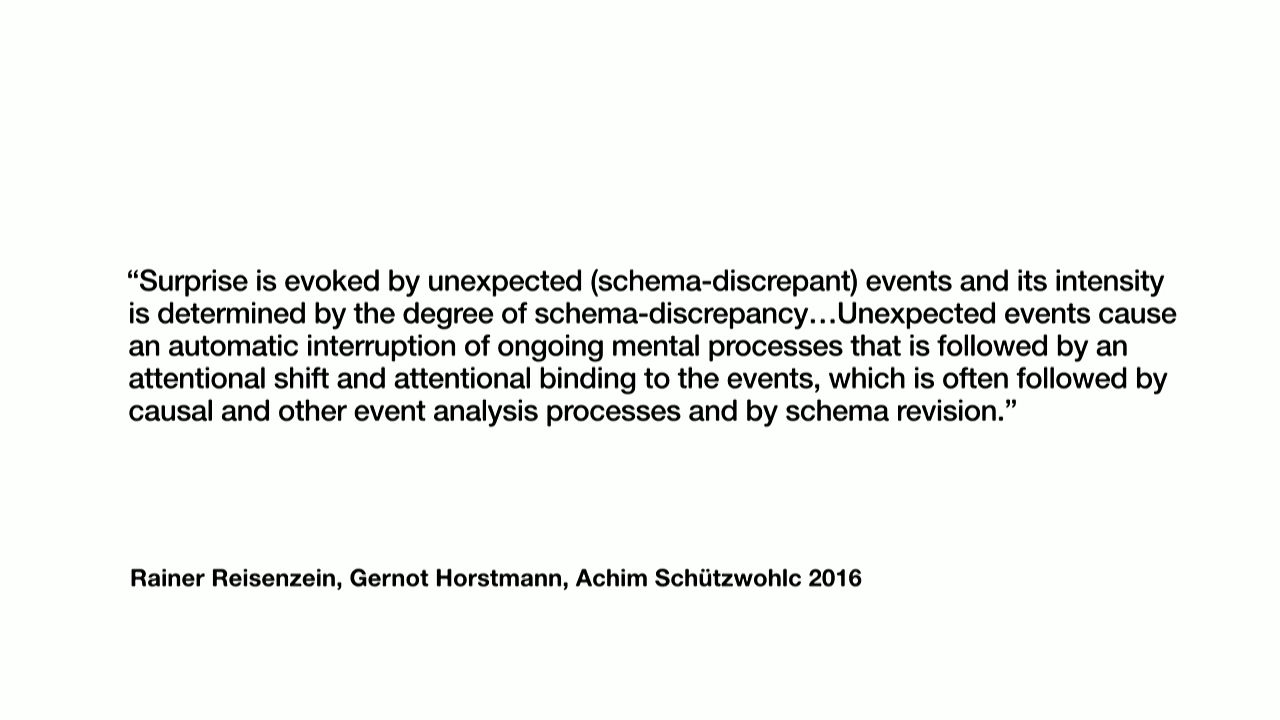 “Surprise is evoked by unexpected (schema-discrepant) events and its intensity
is determined by the degree of schema-discrepancy…Unexpected events cause
an automatic interruption of ongoing mental processes that is followed by an
attentional shift and attentional binding to the events, which is often followed by
causal and other event analysis processes and by schema revision.”
Rainer Reisenzein, Gernot Horstmann, Achim Schützwohlc 2016